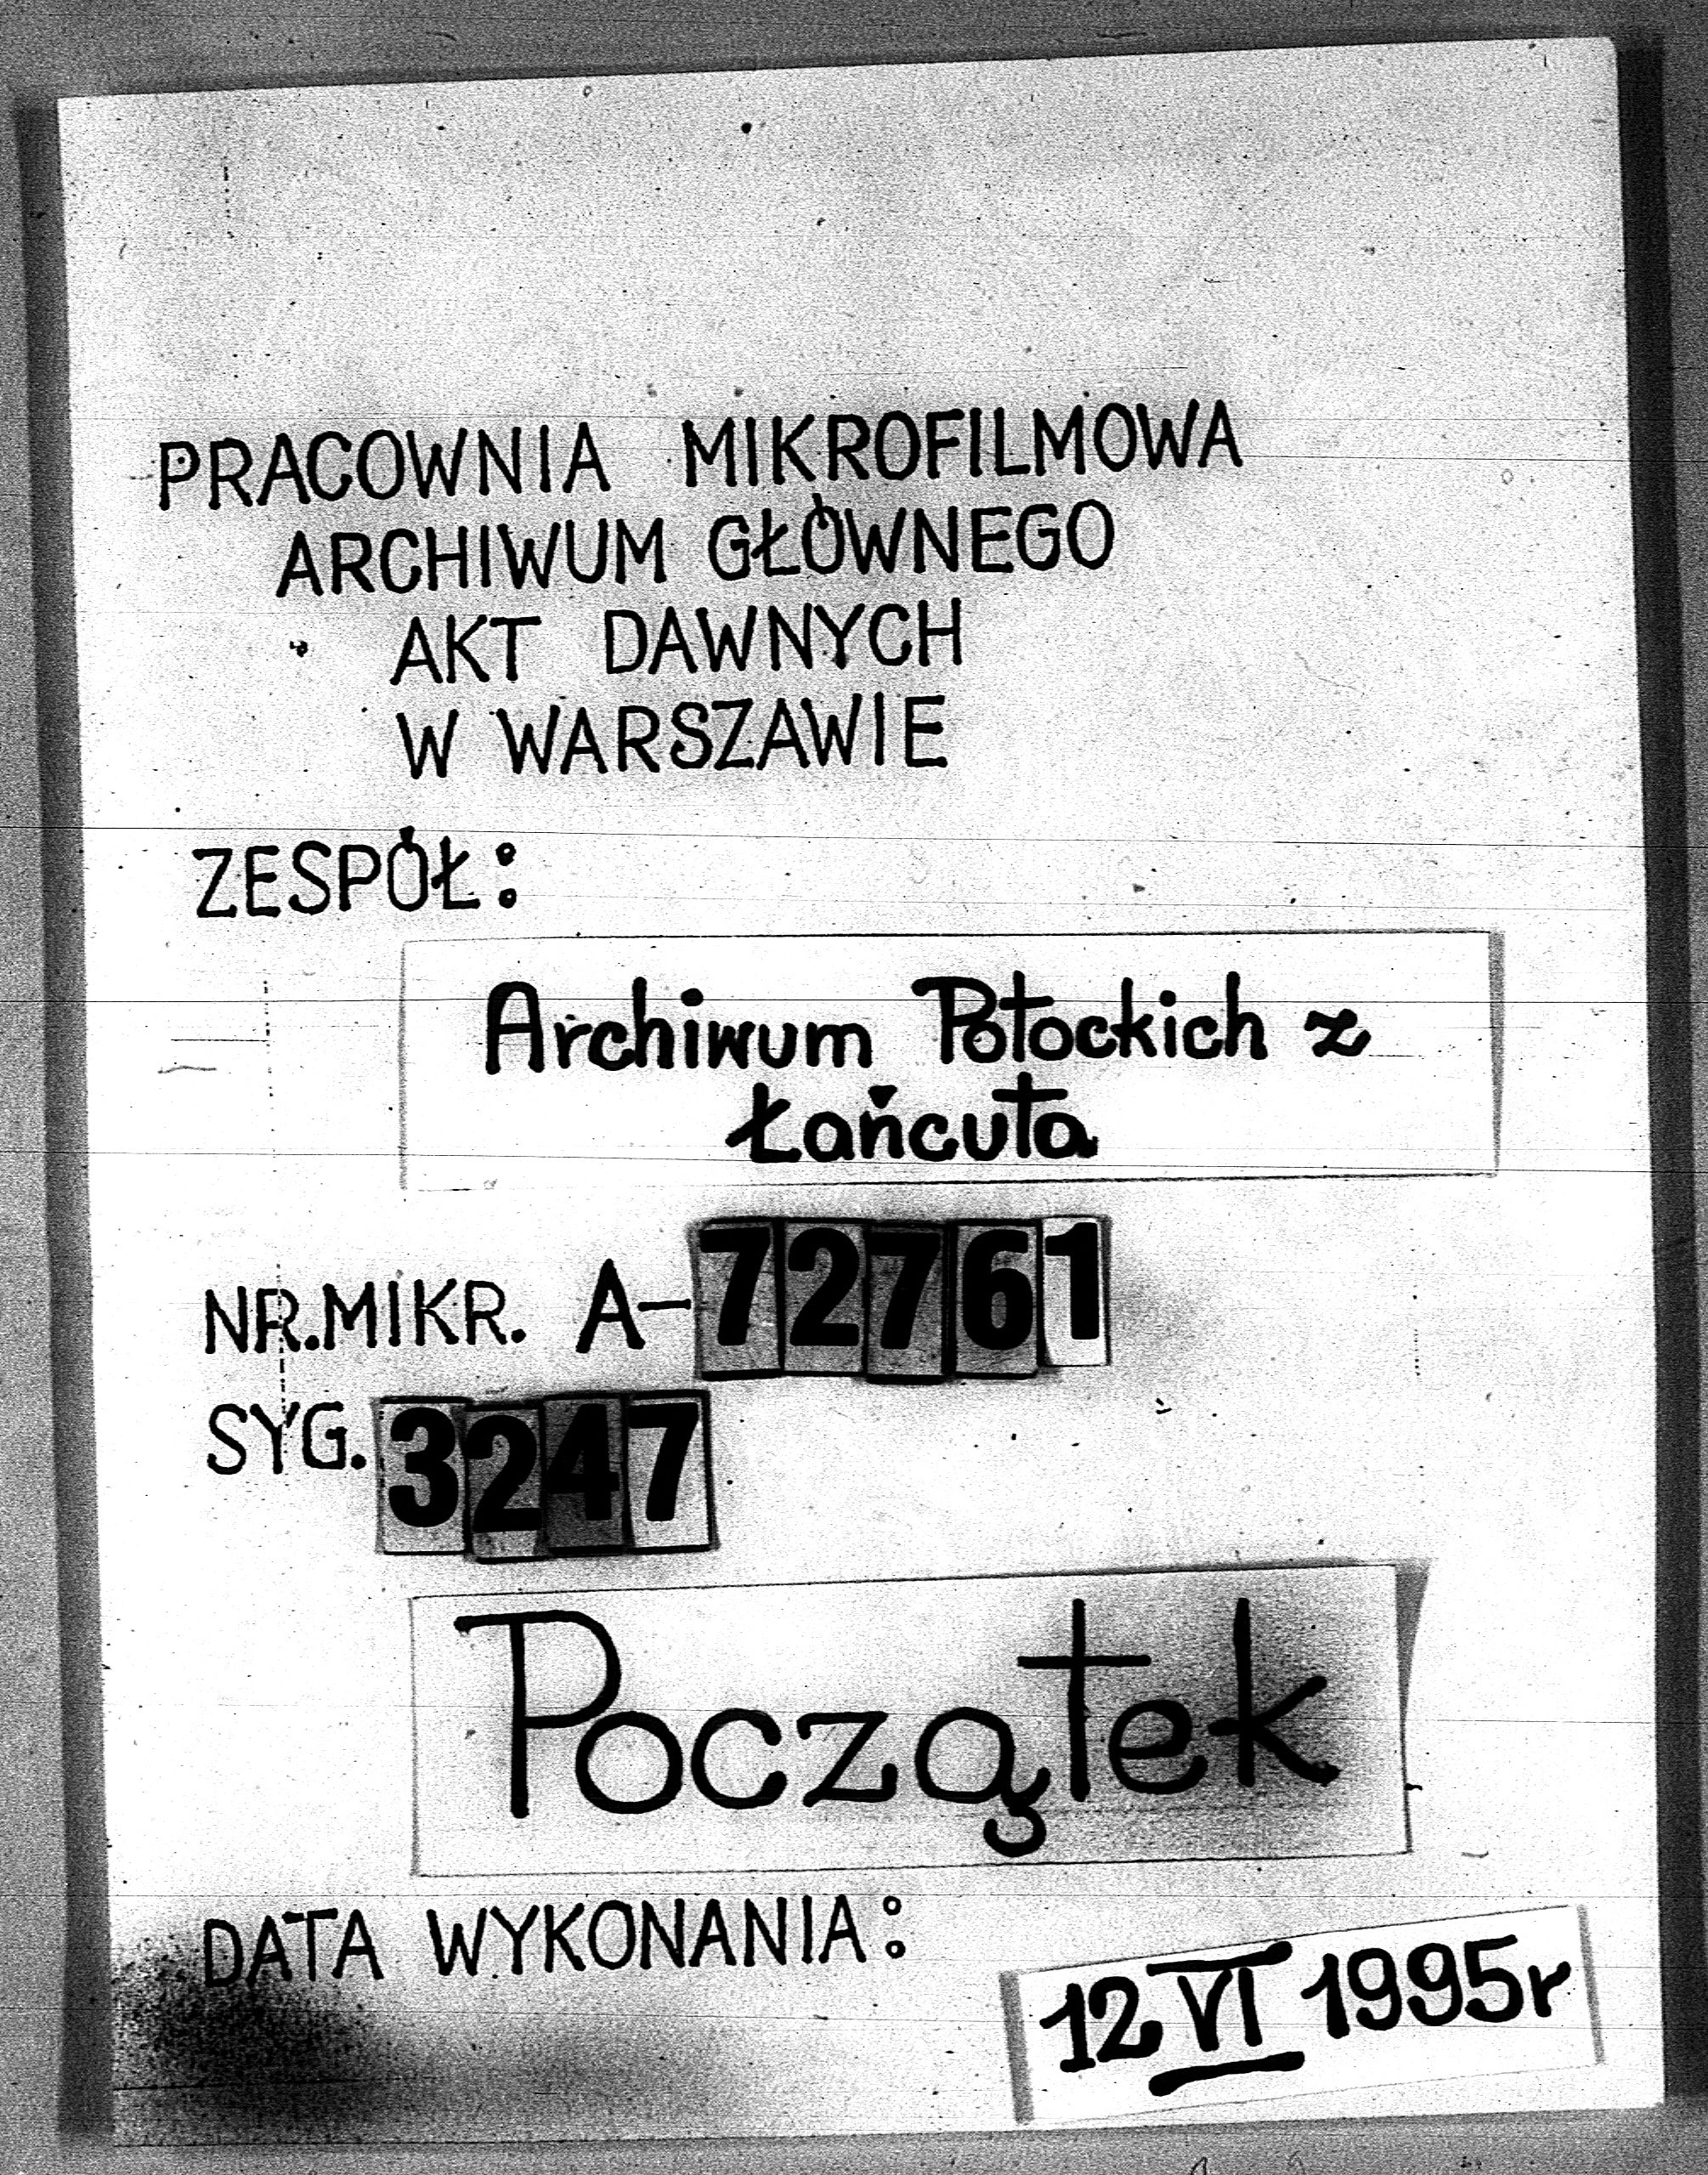 PRACOWNIA MIKROFILMOWA
ARCHIWUM GŁÓWNEGO
AKT DAWNYCH
W WARSZAWIE
ZESPÓŁ:
Archiwum Potockich z
Łańcuta
NR.MIKR. A-72761
SYG. 3247
Początek
DATA WYKONANIA:
12 VI 1995r